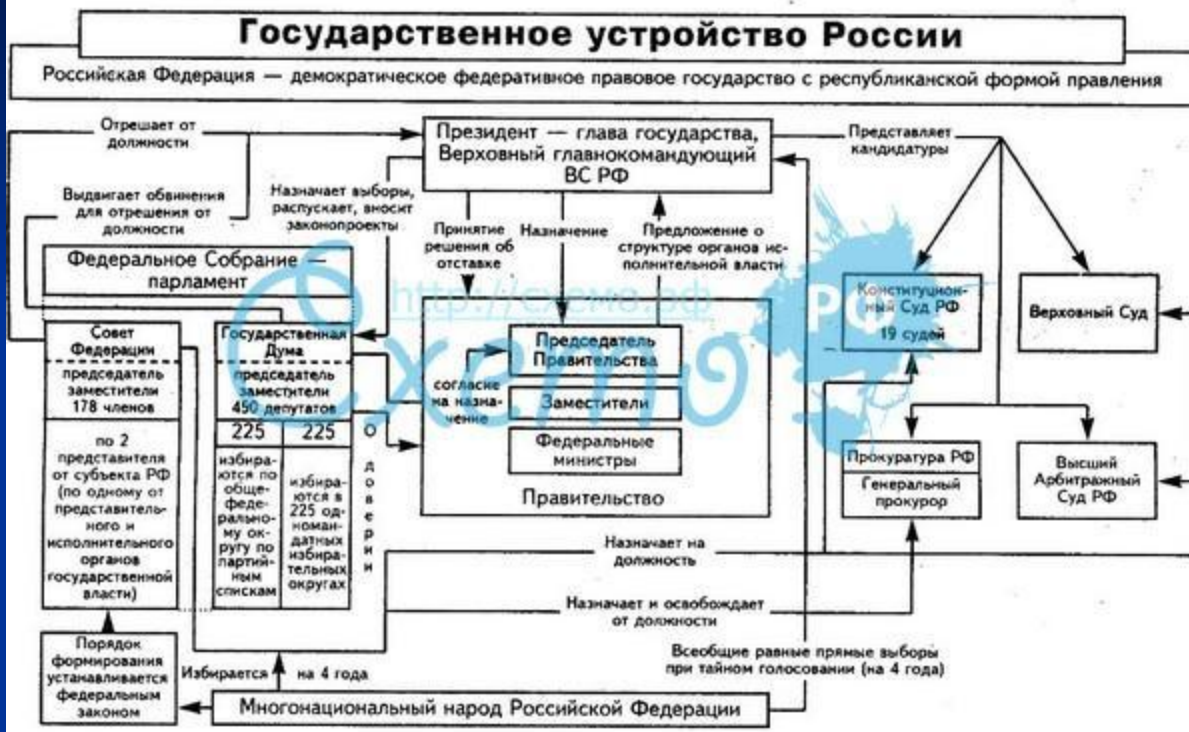 Государственное устройство России
Российская Федерация — демократическое федеративное правовое государство с республиканской формой правления
Отрешает от
должности
Президент — глава государства,
Верховный главнокомандующий
ВС РФ
Представляет
кандидатуры
Выдвигает обвинения
для отрешения от
должности
Назначает выборы,
распускает, вносит
законопроекты
Принятие
решения об
отставке
Назначение
Предложение о
структуре органов ис-
полнительной власти
Федеральное Собрание —
парламент
http://схемо.рф
Схемо
РФ
Совет
Федерации
председатель
заместители
178 членов
по 2
представителя
от субъекта РФ
(по одному от
представитель-
ного и
исполнительного
органов
государственной
власти)
Государственная
Дума
председатель
заместители
450 депутатов
225
225
избира-
ются по
обще-
феде-
рально-
му ок-
ругу по
партий-
ным
спискам
избира-
ются в
225 од-
номан-
датных
избира-
тельных
округах
О
доверии
согласие
на назна-
чение
Председатель
Правительства
Заместители
Федеральные
министры
Правительство
Конституцион-
ный Суд РФ
19 судей
Верховный Суд
Прокуратура РФ
Генеральный
прокурор
Высший
Арбитражный
Суд РФ
Назначает на
должность
Назначает и освобождает
от должности
Порядок
формирования
устанавливается
федеральным
законом
Избирается
на 4 года
Всеобщие равные прямые выборы
при тайном голосовании (на 4 года)
Многонациональный народ Российской Федерации